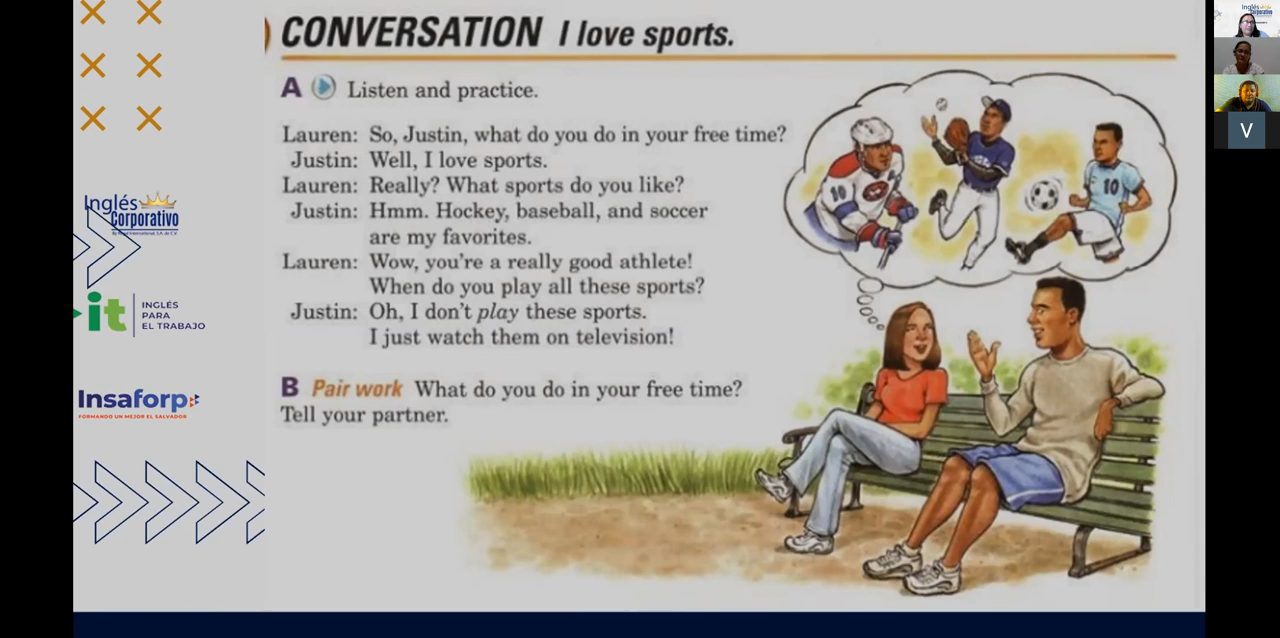 CONVERSATION I love sports.
A Listen and practice.
Lauren: So, Justin, what do you do in your free time?
Justin: Well, I love sports.
Lauren: Really? What sports do you like?
Justin: Hmm. Hockey, baseball, and soccer
are my favorites.
Lauren: Wow, you're a really good athlete!
When do you play all these sports?
Justin: Oh, I don't play these sports.
I just watch them on television!
B Pair work What do you do in your free time?
Tell your partner.
10
10
Inglés
Corporativo
it
INGLÉS
PARA
EL TRABAJO
Insaforp
FORMANDO UN MEJOR EL SALVADOR
Inglés
Corporativo
V